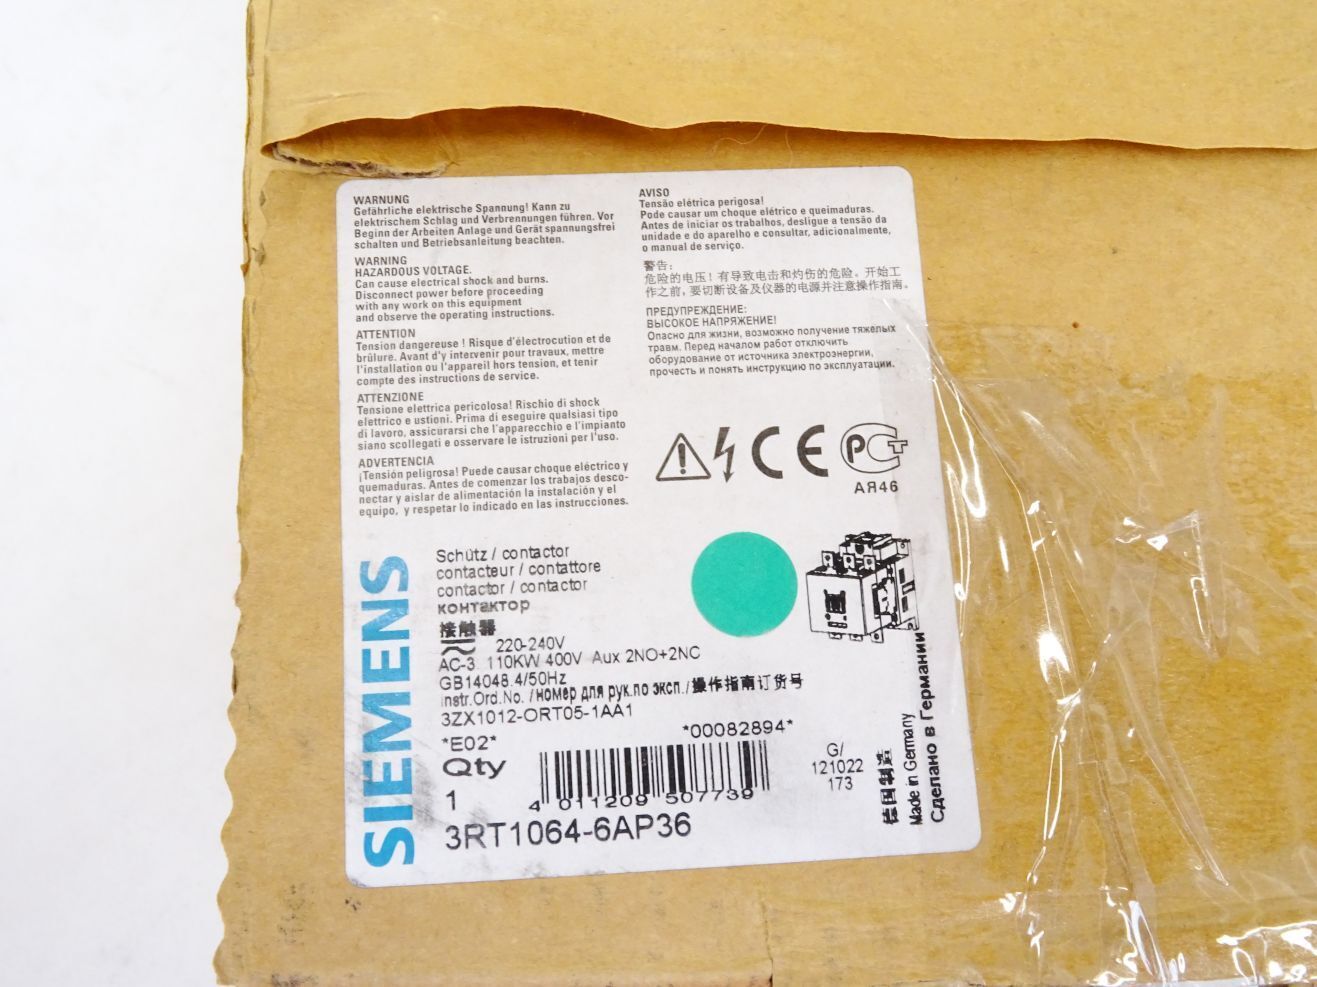 WARNUNG
Gefährliche elektrische Spannung! Kann zu
elektrischem Schlag und Verbrennungen führen. Vor
Beginn der Arbeiten Anlage und Gerät spannungsfrei
schalten und Betriebsanleitung beachten.
WARNING
HAZARDOUS VOLTAGE.
Can cause electrical shock and burns.
Disconnect power before proceeding
with any work on this equipment
and observe the operating instructions.
ATTENTION
Tension dangereuse ! Risque d'électrocution et de
brûlure. Avant d'y intervenir pour travaux, mettre
l'installation ou l'appareil hors tension, et tenir
compte des instructions de service.
ATTENZIONE
Tensione elettrica pericolosa! Rischio di shock
elettrico e ustioni. Prima di eseguire qualsiasi tipo
di lavoro, assicurarsi che l'apparecchio e l'impianto
siano scollegati e osservare le istruzioni per l'uso.
ADVERTENCIA
¡Tensión peligrosa! Puede causar choque eléctrico y
quemaduras. Antes de comenzar los trabajos desco-
nectar y aislar de alimentación la instalación y el
equipo, y respetar lo indicado en las instrucciones.
AVISO
Tensão elétrica perigosa!
Pode causar um choque elétrico e queimaduras.
Antes de iniciar os trabalhos, desligue a tensão da
unidade e do aparelho e consultar, adicionalmente,
o manual de serviço.
警告:
危险的电压!有导致电击和灼伤的危险。开始工
作之前,要切断设备及仪器的电源并注意操作指南。
ПРЕДУПРЕЖДЕНИЕ:
ВЫСОКОЕ НАПРЯЖЕНИЕ!
Опасно для жизни, возможно получение тяжелых
травм. Перед началом работ отключить
оборудование от источника электроэнергии,
прочесть и понять инструкцию по эксплуатации.
CE
РСТ
АЯ46
SIEMENS
Schütz / contactor
contacteur / contattore
contactor / contactor
контактор
接触器
220-240V
AC-3 110KW 400V Aux 2NO+2NC
GB14048.4/50Hz
Instr.Ord.No. /номер для рук.по эксп./操作指南订货号
3ZX1012-ORT05-1AA1
*E02*
*00082894*
Qty
1
4 011209 507739
G/
121022
173
3RT1064-6AP36
德国制造
Made in Germany
Сделано в Германии